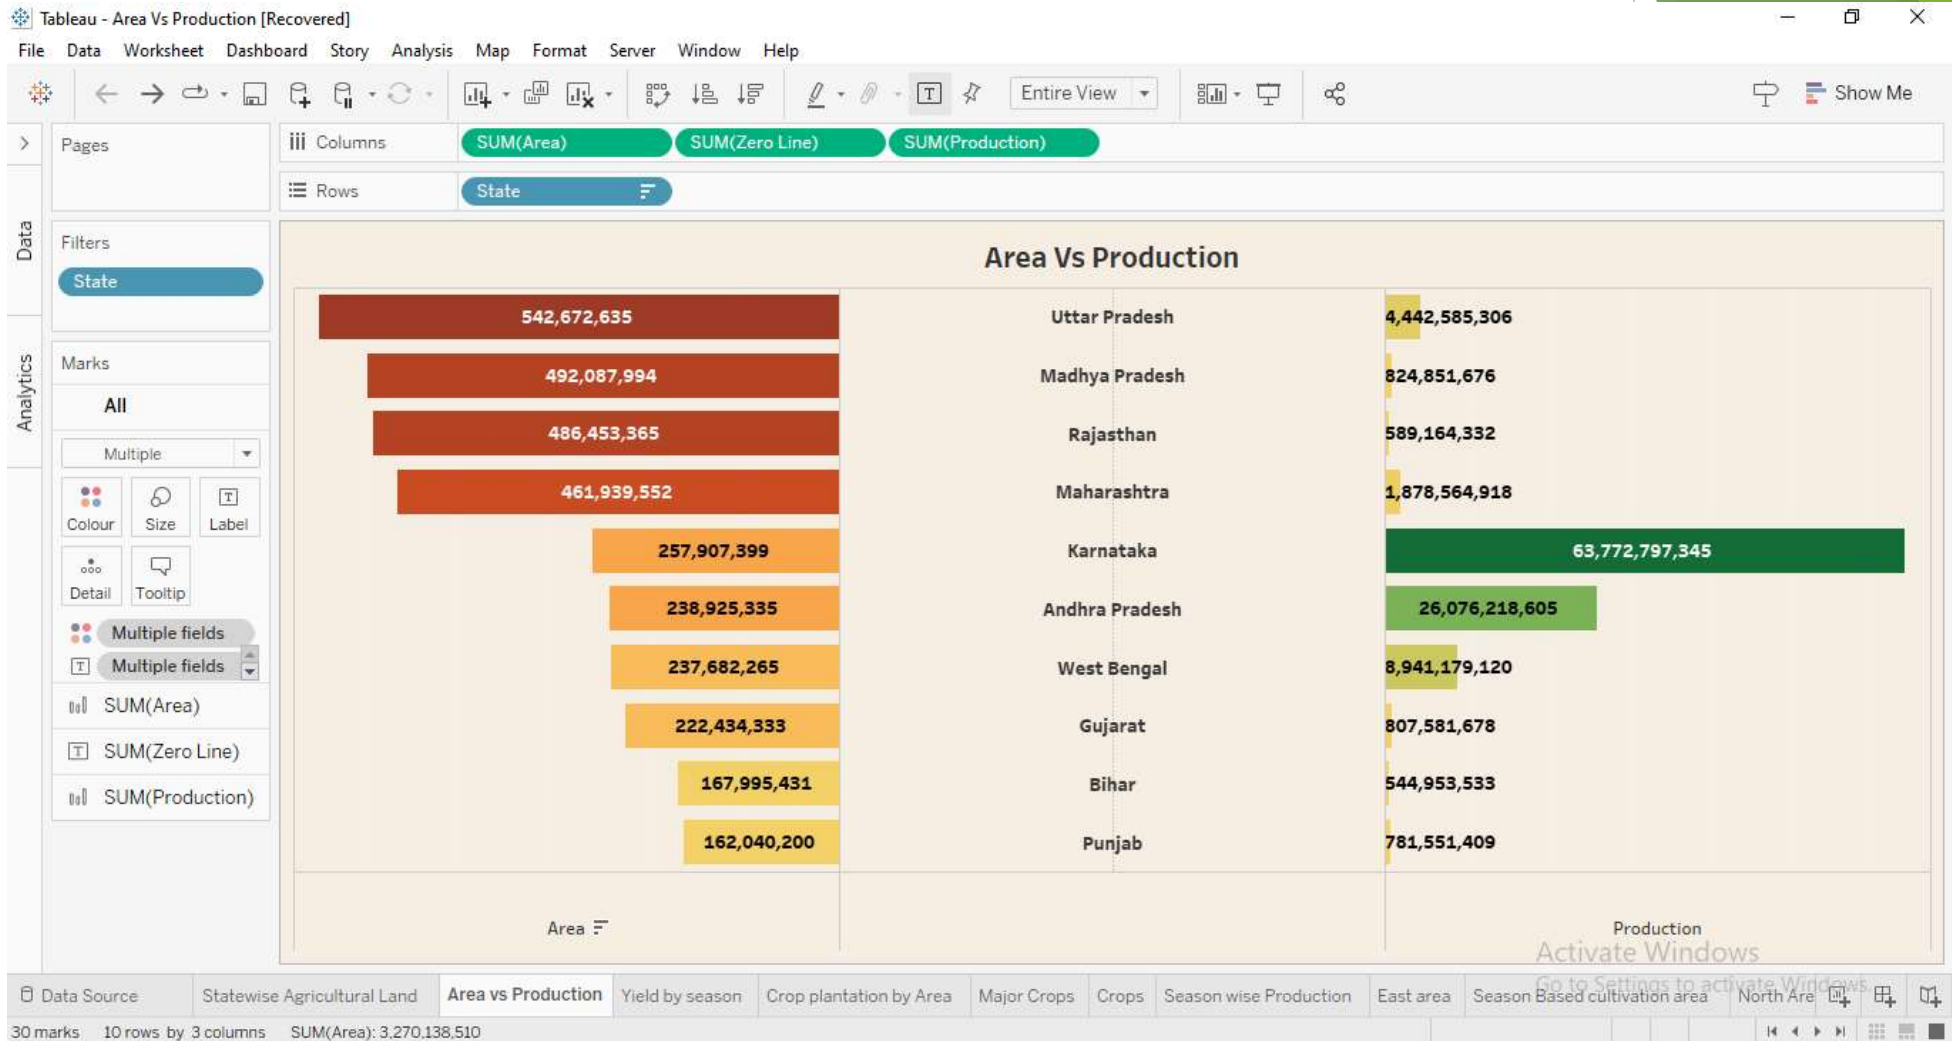 Tableau - Area Vs Production [Recovered]
File Data Worksheet Dashboard Story Analysis Map Format Server Window Help
Entire View
Show Me
Pages
Columns SUM(Area) SUM(Zero Line) SUM(Production)
Rows State
Data
Analytics
Filters
State
Marks
All
Multiple
Colour Size Label
Detail Tooltip
Multiple fields
Multiple fields
SUM(Area)
SUM(Zero Line)
SUM(Production)
Area Vs Production
542,672,635 Uttar Pradesh 4,442,585,306
492,087,994 Madhya Pradesh 824,851,676
486,453,365 Rajasthan 589,164,332
461,939,552 Maharashtra 1,878,564,918
257,907,399 Karnataka 63,772,797,345
238,925,335 Andhra Pradesh 26,076,218,605
237,682,265 West Bengal 8,941,179,120
222,434,333 Gujarat 807,581,678
167,995,431 Bihar 544,953,533
162,040,200 Punjab 781,551,409
Area Production
Activate Windows
Go to Settings to activate Windows.
Data Source Statewise Agricultural Land Area vs Production Yield by season Crop plantation by Area Major Crops Crops Season wise Production East area Season Based cultivation area North Are
30 marks 10 rows by 3 columns SUM(Area): 3,270,138,510